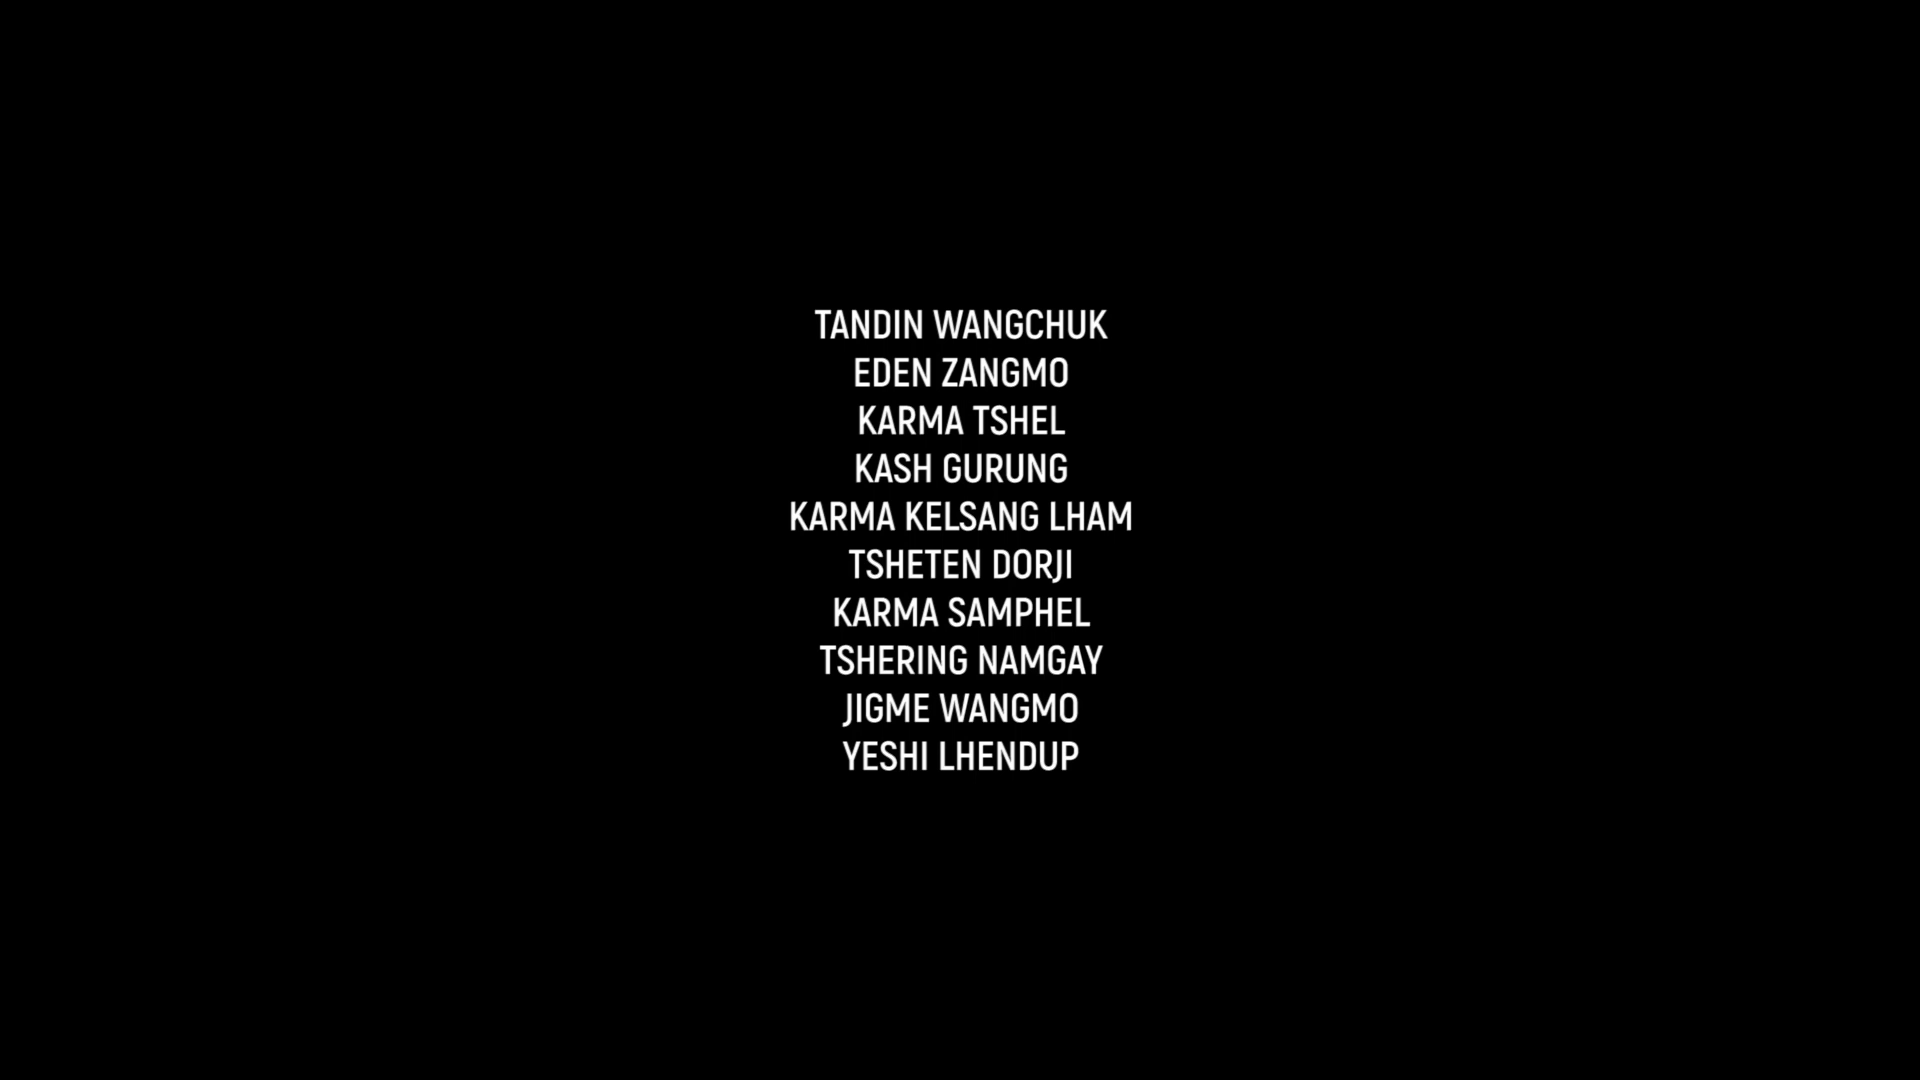 TANDIN WANGCHUK
EDEN ZANGMO
KARMA TSHEL
KASH GURUNG
KARMA KELSANG LHAM
TSHETEN DORJI
KARMA SAMPHEL
TSHERING NAMGAY
JIGME WANGMO
YESHI LHENDUP